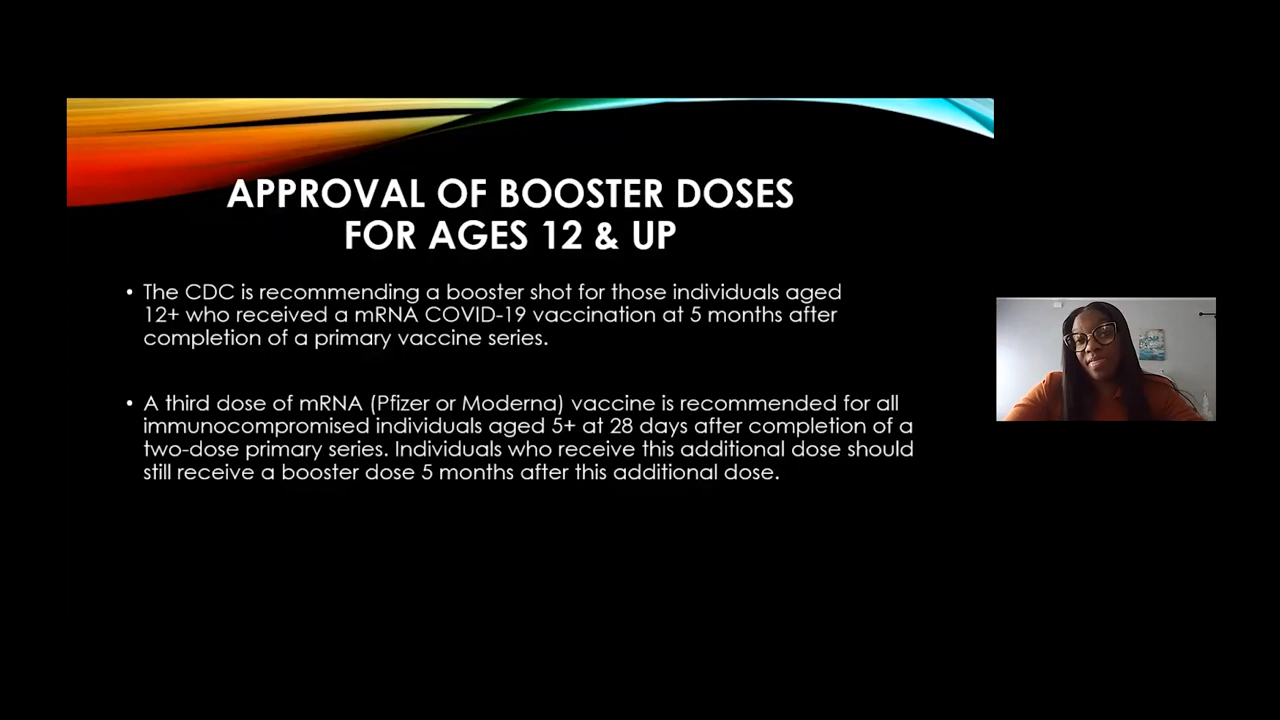 APPROVAL OF BOOSTER DOSES
FOR AGES 12 & UP
• The CDC is recommending a booster shot for those individuals aged
12+ who received a mRNA COVID-19 vaccination at 5 months after
completion of a primary vaccine series.
• A third dose of mRNA (Pfizer or Moderna) vaccine is recommended for all
immunocompromised individuals aged 5+ at 28 days after completion of a
two-dose primary series. Individuals who receive this additional dose should
still receive a booster dose 5 months after this additional dose.